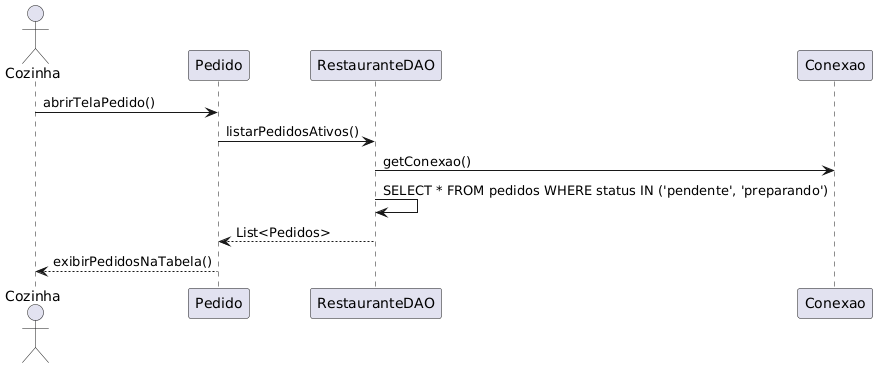 Cozinha
Pedido
RestauranteDAO
Conexao
abrirTelaPedido()
listarPedidosAtivos()
getConexao()
SELECT * FROM pedidos WHERE status IN ('pendente', 'preparando')
List<Pedidos>
exibirPedidosNaTabela()
Cozinha
Pedido
RestauranteDAO
Conexao